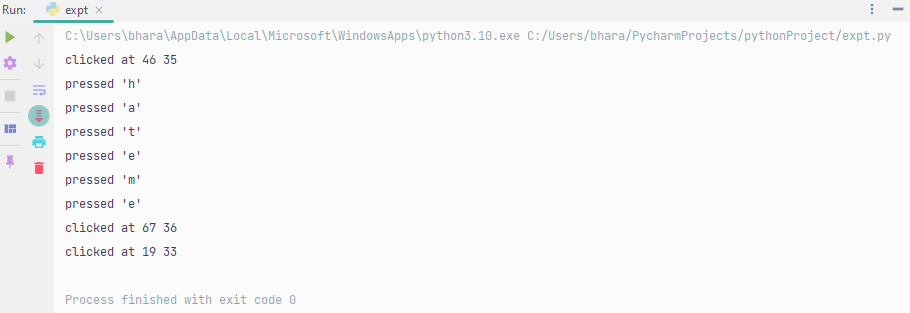 Run: expt
C:\Users\bhara\AppData\Local\Microsoft\WindowsApps\python3.10.exe C:/Users/bhara/PycharmProjects/pythonProject/expt.py
clicked at 46 35
pressed 'h'
pressed 'a'
pressed 't'
pressed 'e'
pressed 'm'
pressed 'e'
clicked at 67 36
clicked at 19 33
Process finished with exit code 0